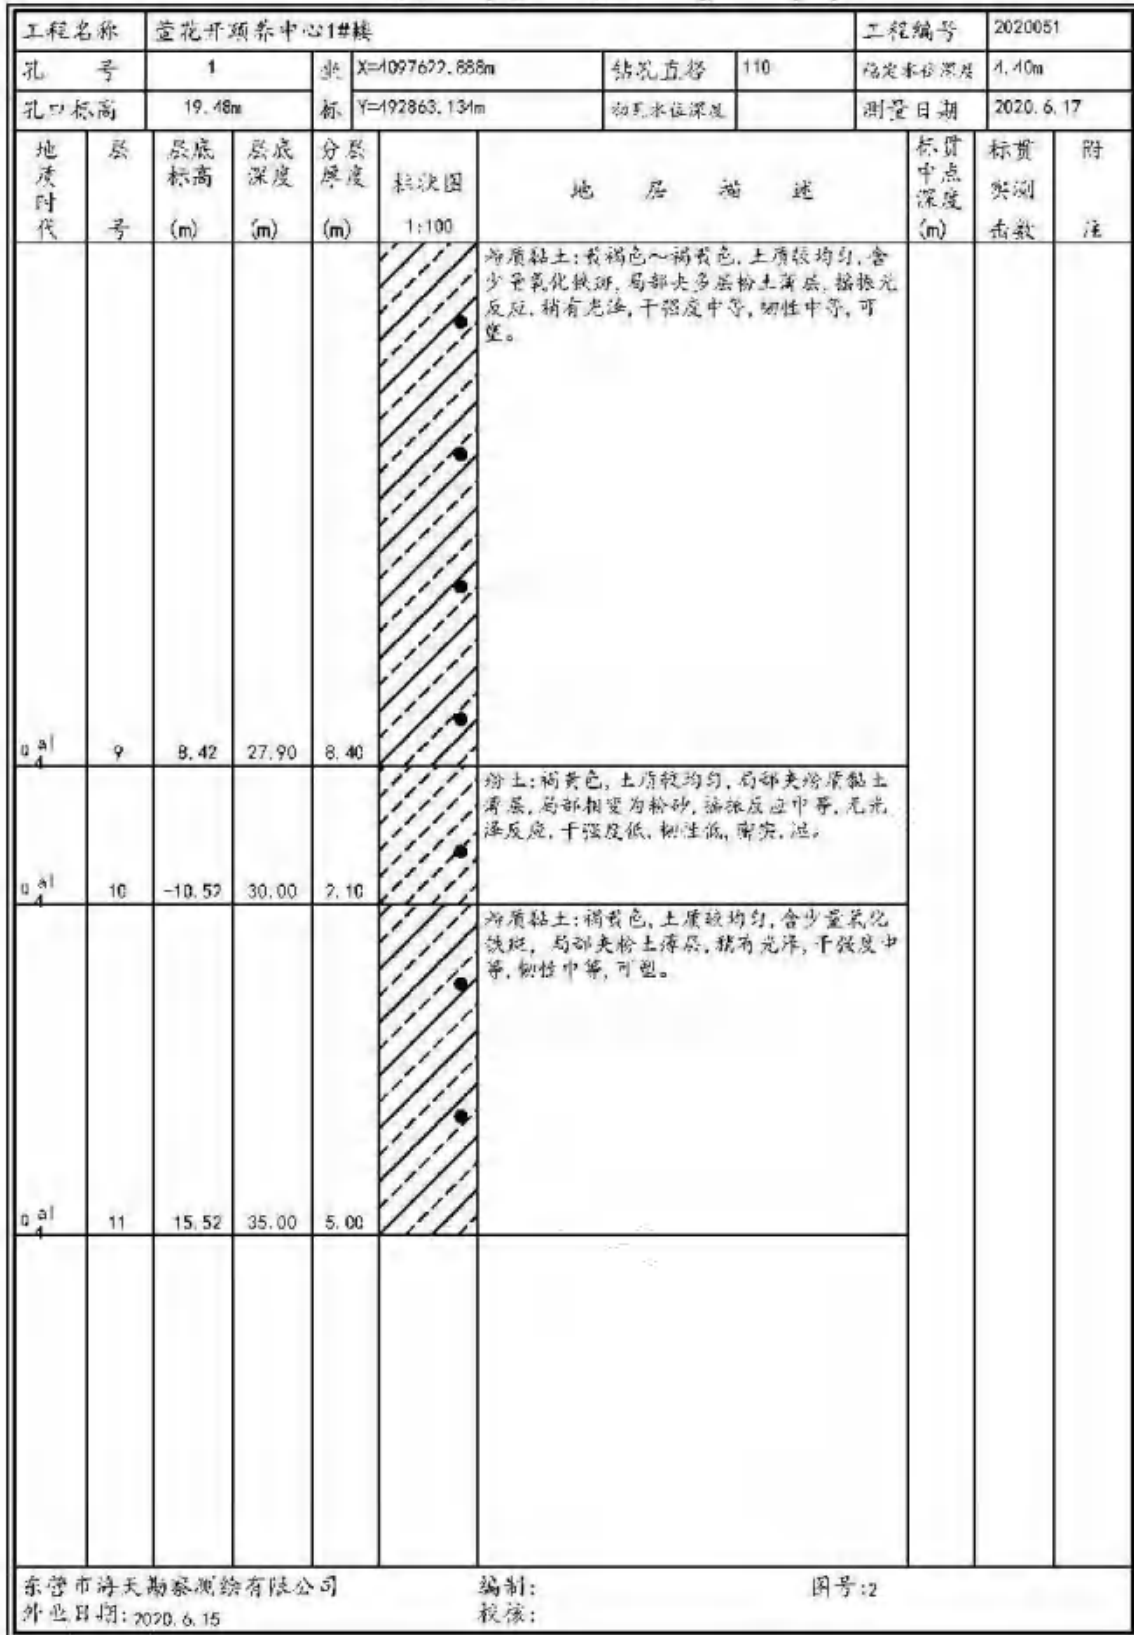 工程名称 萱花开颐养中心1#楼 工程编号 2020051
孔号 1 坐标 X=4097622.888m 钻孔直径 110 稳定水位深度 4.40m
孔口标高 19.48m Y=492863.134m 初见水位深度 测量日期 2020.6.17
地质时代 层号 层底标高(m) 层底深度(m) 分层厚度(m) 柱状图 1:100 地层描述 标贯中点深度(m) 标贯实测击数 附注
粉质黏土:黄褐色～褐黄色,土质较均匀,含
少量氧化铁斑,局部夹多层粉土薄层,摇振无
反应,稍有光泽,干强度中等,韧性中等,可
塑。
Q4al 9 8.42 27.90 8.40
粉土:褐黄色,土质较均匀,局部夹粉质黏土
薄层,局部相变为粉砂,摇振反应中等,无光
泽反应,干强度低,韧性低,密实,湿。
Q4al 10 -10.52 30.00 2.10
粉质黏土:褐黄色,土质较均匀,含少量氧化
铁斑,局部夹粉土薄层,稍有光泽,干强度中
等,韧性中等,可塑。
Q4al 11 15.52 35.00 5.00
东营市海天勘察测绘有限公司 编制: 图号:2
外业日期:2020.6.15 校核: